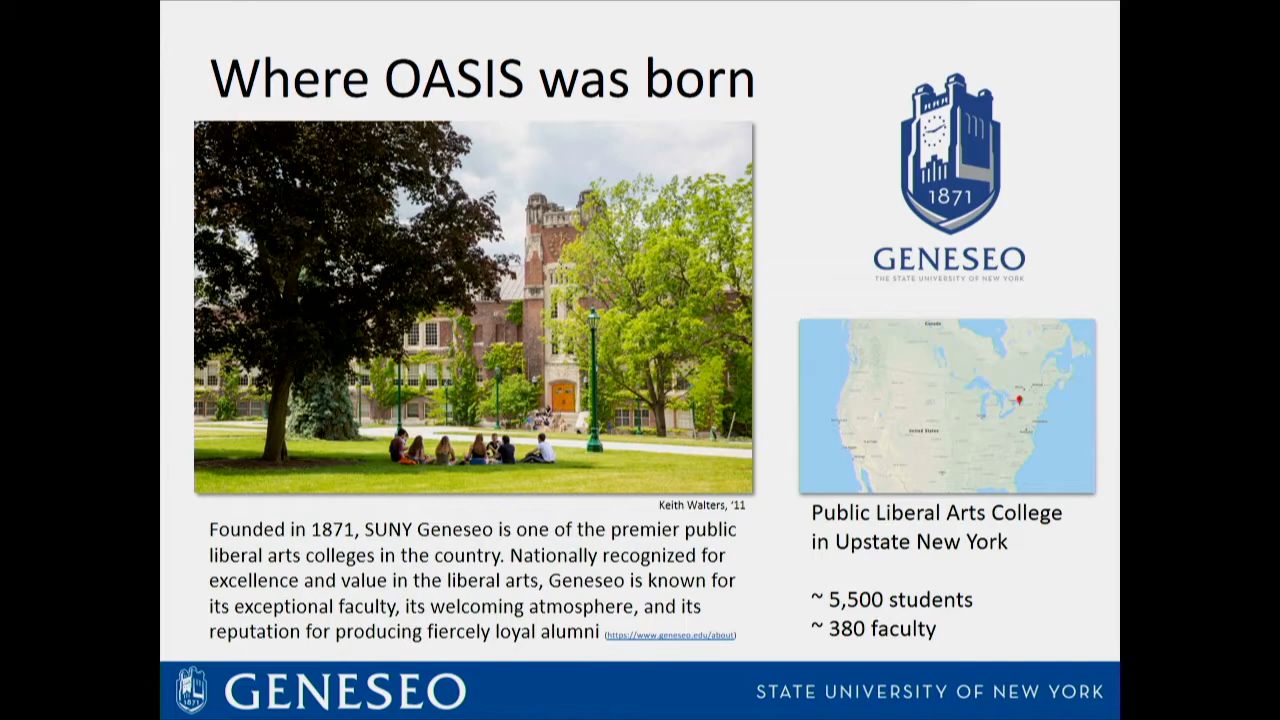 Where OASIS was born
1871
GENESEO
THE STATE UNIVERSITY OF NEW YORK
Canada
United States
Keith Walters, '11
Founded in 1871, SUNY Geneseo is one of the premier public
liberal arts colleges in the country. Nationally recognized for
excellence and value in the liberal arts, Geneseo is known for
its exceptional faculty, its welcoming atmosphere, and its
reputation for producing fiercely loyal alumni (https://www.geneseo.edu/about)
Public Liberal Arts College
in Upstate New York
~ 5,500 students
~ 380 faculty
1871
GENESEO
STATE UNIVERSITY OF NEW YORK